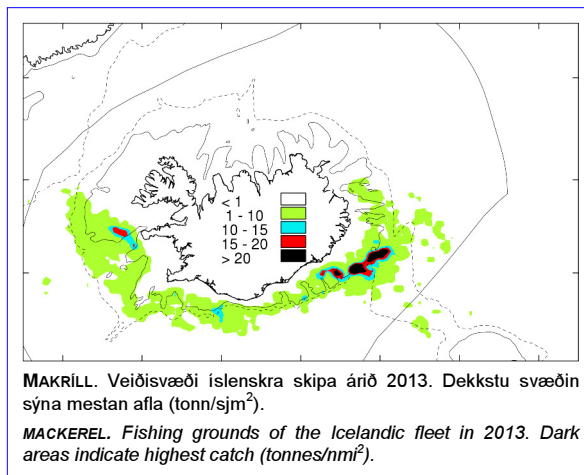 < 1
1 - 10
10 - 15
15 - 20
> 20
MAKRÍLL. Veiðisvæði íslenskra skipa árið 2013. Dekkstu svæðin
sýna mestan afla (tonn/sjm²).
MACKEREL. Fishing grounds of the Icelandic fleet in 2013. Dark
areas indicate highest catch (tonnes/nmi²).